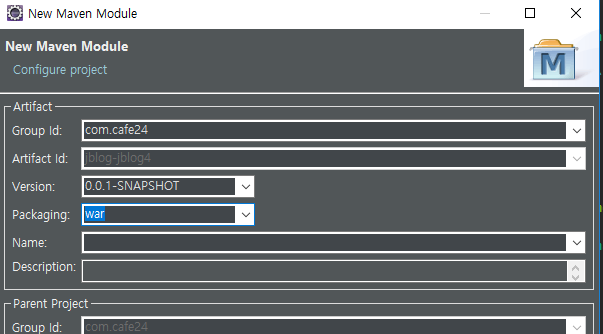 New Maven Module
New Maven Module
Configure project
M
Artifact
Group Id: com.cafe24
Artifact Id: jblog-jblog4
Version: 0.0.1-SNAPSHOT
Packaging: war
Name:
Description:
Parent Project
Group Id: com.cafe24